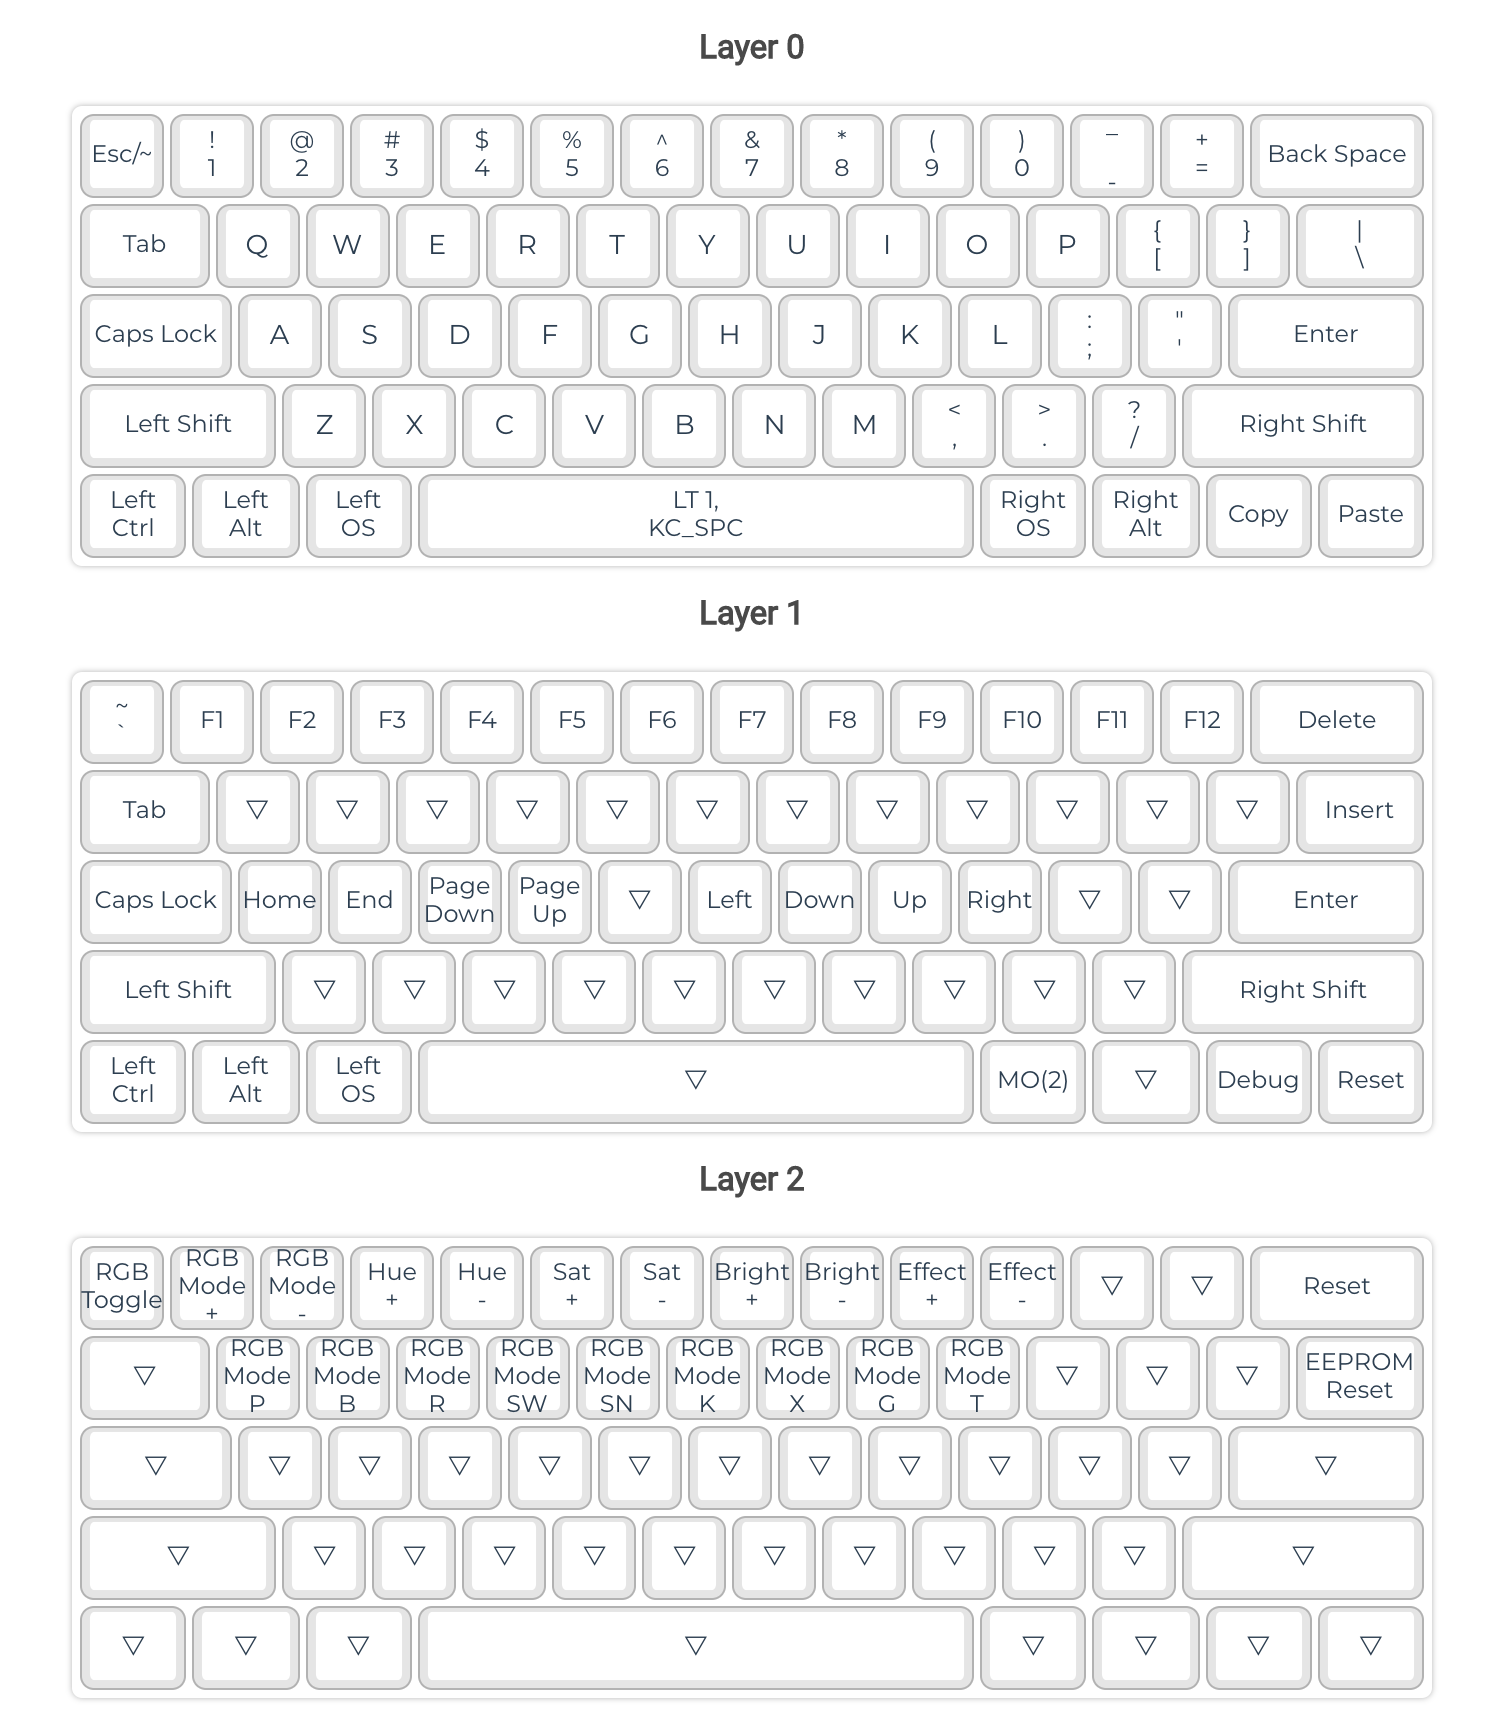 Layer 0
Esc/~ ! 1 @ 2 # 3 $ 4 % 5 ^ 6 & 7 * 8 ( 9 ) 0 _ - + = Back Space
Tab Q W E R T Y U I O P { [ } ] | \
Caps Lock A S D F G H J K L : ; " ' Enter
Left Shift Z X C V B N M < , > . ? / Right Shift
Left Ctrl Left Alt Left OS LT 1, KC_SPC Right OS Right Alt Copy Paste
Layer 1
~ ` F1 F2 F3 F4 F5 F6 F7 F8 F9 F10 F11 F12 Delete
Tab ▽ ▽ ▽ ▽ ▽ ▽ ▽ ▽ ▽ ▽ ▽ ▽ Insert
Caps Lock Home End Page Down Page Up ▽ Left Down Up Right ▽ ▽ Enter
Left Shift ▽ ▽ ▽ ▽ ▽ ▽ ▽ ▽ ▽ ▽ Right Shift
Left Ctrl Left Alt Left OS ▽ MO(2) ▽ Debug Reset
Layer 2
RGB Toggle RGB Mode + RGB Mode - Hue + Hue - Sat + Sat - Bright + Bright - Effect + Effect - ▽ ▽ Reset
▽ RGB Mode P RGB Mode B RGB Mode R RGB Mode SW RGB Mode SN RGB Mode K RGB Mode X RGB Mode G RGB Mode T ▽ ▽ ▽ EEPROM Reset
▽ ▽ ▽ ▽ ▽ ▽ ▽ ▽ ▽ ▽ ▽ ▽ ▽
▽ ▽ ▽ ▽ ▽ ▽ ▽ ▽ ▽ ▽ ▽ ▽
▽ ▽ ▽ ▽ ▽ ▽ ▽ ▽